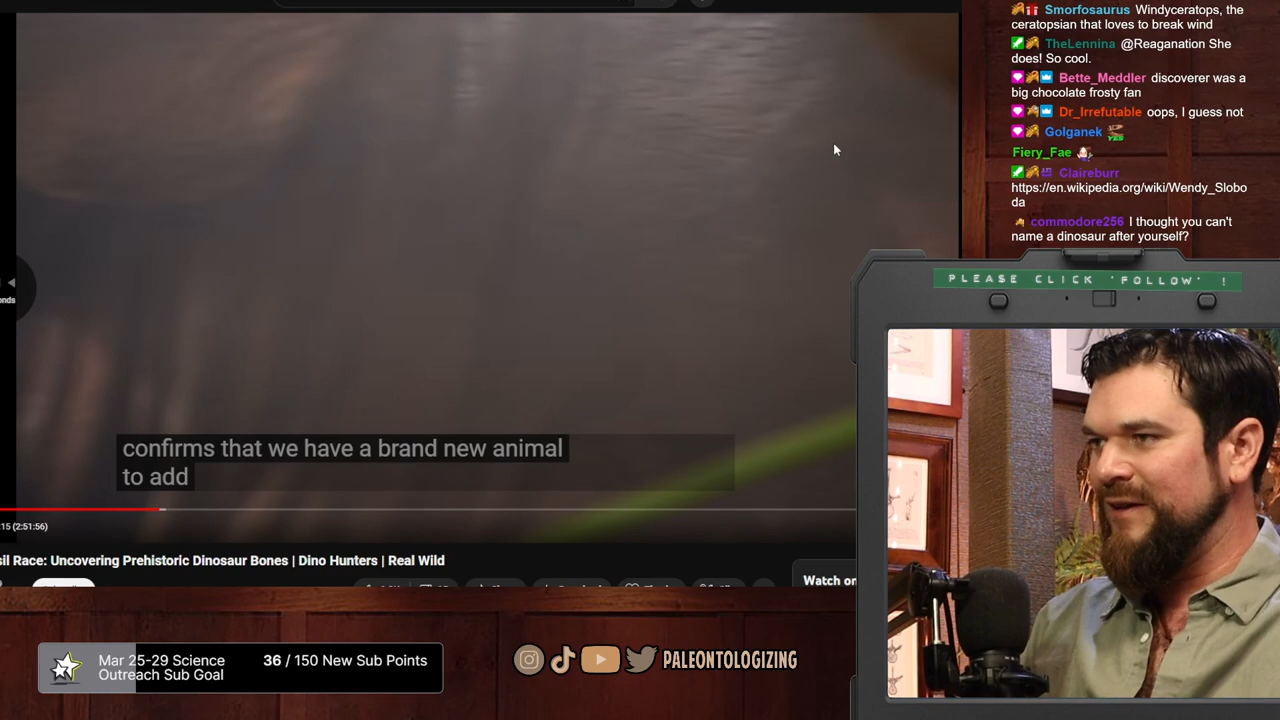 Smorfosaurus Windyceratops, the
ceratopsian that loves to break wind
TheLennina @Reaganation She
does! So cool.
Bette_Meddler discoverer was a
big chocolate frosty fan
Dr_Irrefutable oops, I guess not
Golganek
Fiery_Fae
Claireburr
https://en.wikipedia.org/wiki/Wendy_Slobo
da
commodore256 I thought you can't
name a dinosaur after yourself?
PLEASE CLICK 'FOLLOW' !
onds
confirms that we have a brand new animal
to add
:15 (2:51:56)
sil Race: Uncovering Prehistoric Dinosaur Bones | Dino Hunters | Real Wild
Watch on
Mar 25-29 Science
Outreach Sub Goal
36 / 150 New Sub Points
PALEONTOLOGIZING